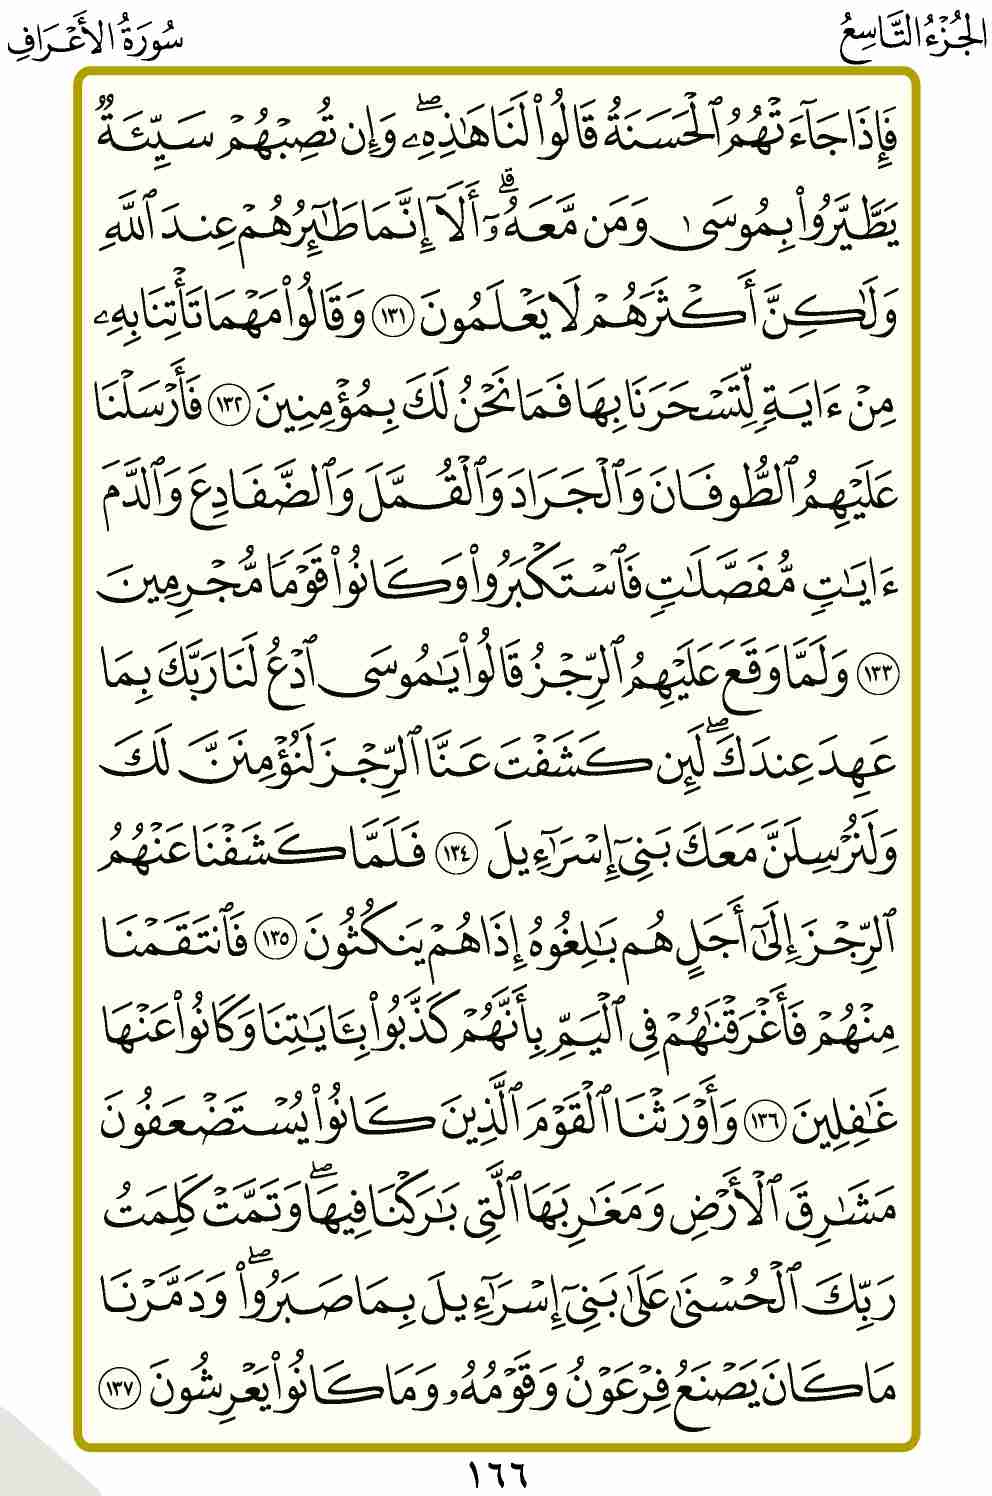 الجُزْءُ التَّاسِعُ
سُورَةُ الأَعْرَافِ
فَإِذَا جَآءَتْهُمُ ٱلْحَسَنَةُ قَالُوا۟ لَنَا هَٰذِهِۦ ۖ وَإِن تُصِبْهُمْ سَيِّئَةٌ
يَطَّيَّرُوا۟ بِمُوسَىٰ وَمَن مَّعَهُۥٓ ۗ أَلَآ إِنَّمَا طَٰٓئِرُهُمْ عِندَ ٱللَّهِ
وَلَٰكِنَّ أَكْثَرَهُمْ لَا يَعْلَمُونَ ١٣١ وَقَالُوا۟ مَهْمَا تَأْتِنَا بِهِۦ
مِنْ ءَايَةٍ لِّتَسْحَرَنَا بِهَا فَمَا نَحْنُ لَكَ بِمُؤْمِنِينَ ١٣٢ فَأَرْسَلْنَا
عَلَيْهِمُ ٱلطُّوفَانَ وَٱلْجَرَادَ وَٱلْقُمَّلَ وَٱلضَّفَادِعَ وَٱلدَّمَ
ءَايَٰتٍ مُّفَصَّلَٰتٍ فَٱسْتَكْبَرُوا۟ وَكَانُوا۟ قَوْمًا مُّجْرِمِينَ
١٣٣ وَلَمَّا وَقَعَ عَلَيْهِمُ ٱلرِّجْزُ قَالُوا۟ يَٰمُوسَى ٱدْعُ لَنَا رَبَّكَ بِمَا
عَهِدَ عِندَكَ ۖ لَئِن كَشَفْتَ عَنَّا ٱلرِّجْزَ لَنُؤْمِنَنَّ لَكَ
وَلَنُرْسِلَنَّ مَعَكَ بَنِىٓ إِسْرَٰٓءِيلَ ١٣٤ فَلَمَّا كَشَفْنَا عَنْهُمُ
ٱلرِّجْزَ إِلَىٰٓ أَجَلٍ هُم بَٰلِغُوهُ إِذَا هُمْ يَنكُثُونَ ١٣٥ فَٱنتَقَمْنَا
مِنْهُمْ فَأَغْرَقْنَٰهُمْ فِى ٱلْيَمِّ بِأَنَّهُمْ كَذَّبُوا۟ بِـَٔايَٰتِنَا وَكَانُوا۟ عَنْهَا
غَٰفِلِينَ ١٣٦ وَأَوْرَثْنَا ٱلْقَوْمَ ٱلَّذِينَ كَانُوا۟ يُسْتَضْعَفُونَ
مَشَٰرِقَ ٱلْأَرْضِ وَمَغَٰرِبَهَا ٱلَّتِى بَٰرَكْنَا فِيهَا ۖ وَتَمَّتْ كَلِمَتُ
رَبِّكَ ٱلْحُسْنَىٰ عَلَىٰ بَنِىٓ إِسْرَٰٓءِيلَ بِمَا صَبَرُوا۟ ۖ وَدَمَّرْنَا
مَا كَانَ يَصْنَعُ فِرْعَوْنُ وَقَوْمُهُۥ وَمَا كَانُوا۟ يَعْرِشُونَ ١٣٧
١٦٦